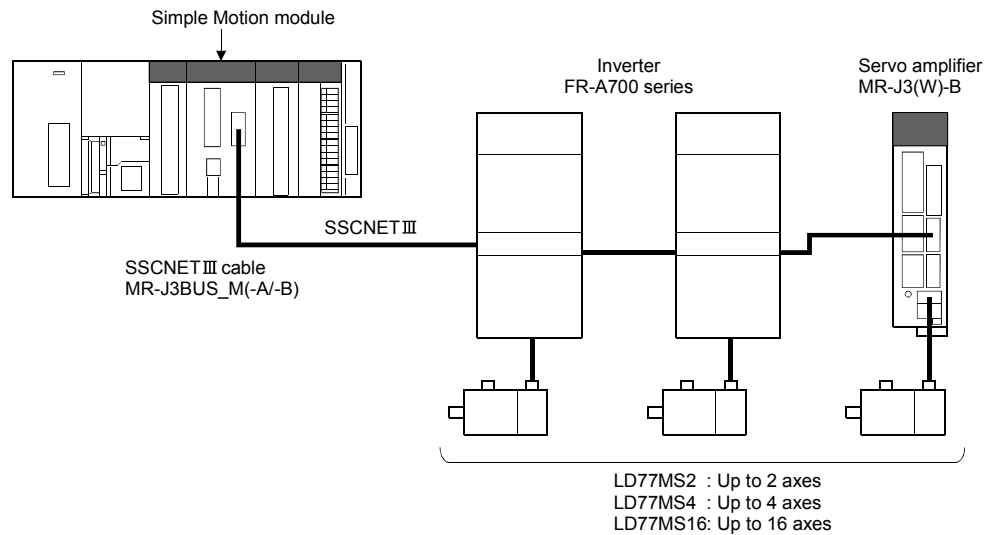 Simple Motion module
Inverter
FR-A700 series
Servo amplifier
MR-J3(W)-B
SSCNETⅢ
SSCNETⅢ cable
MR-J3BUS_M(-A/-B)
LD77MS2 : Up to 2 axes
LD77MS4 : Up to 4 axes
LD77MS16: Up to 16 axes